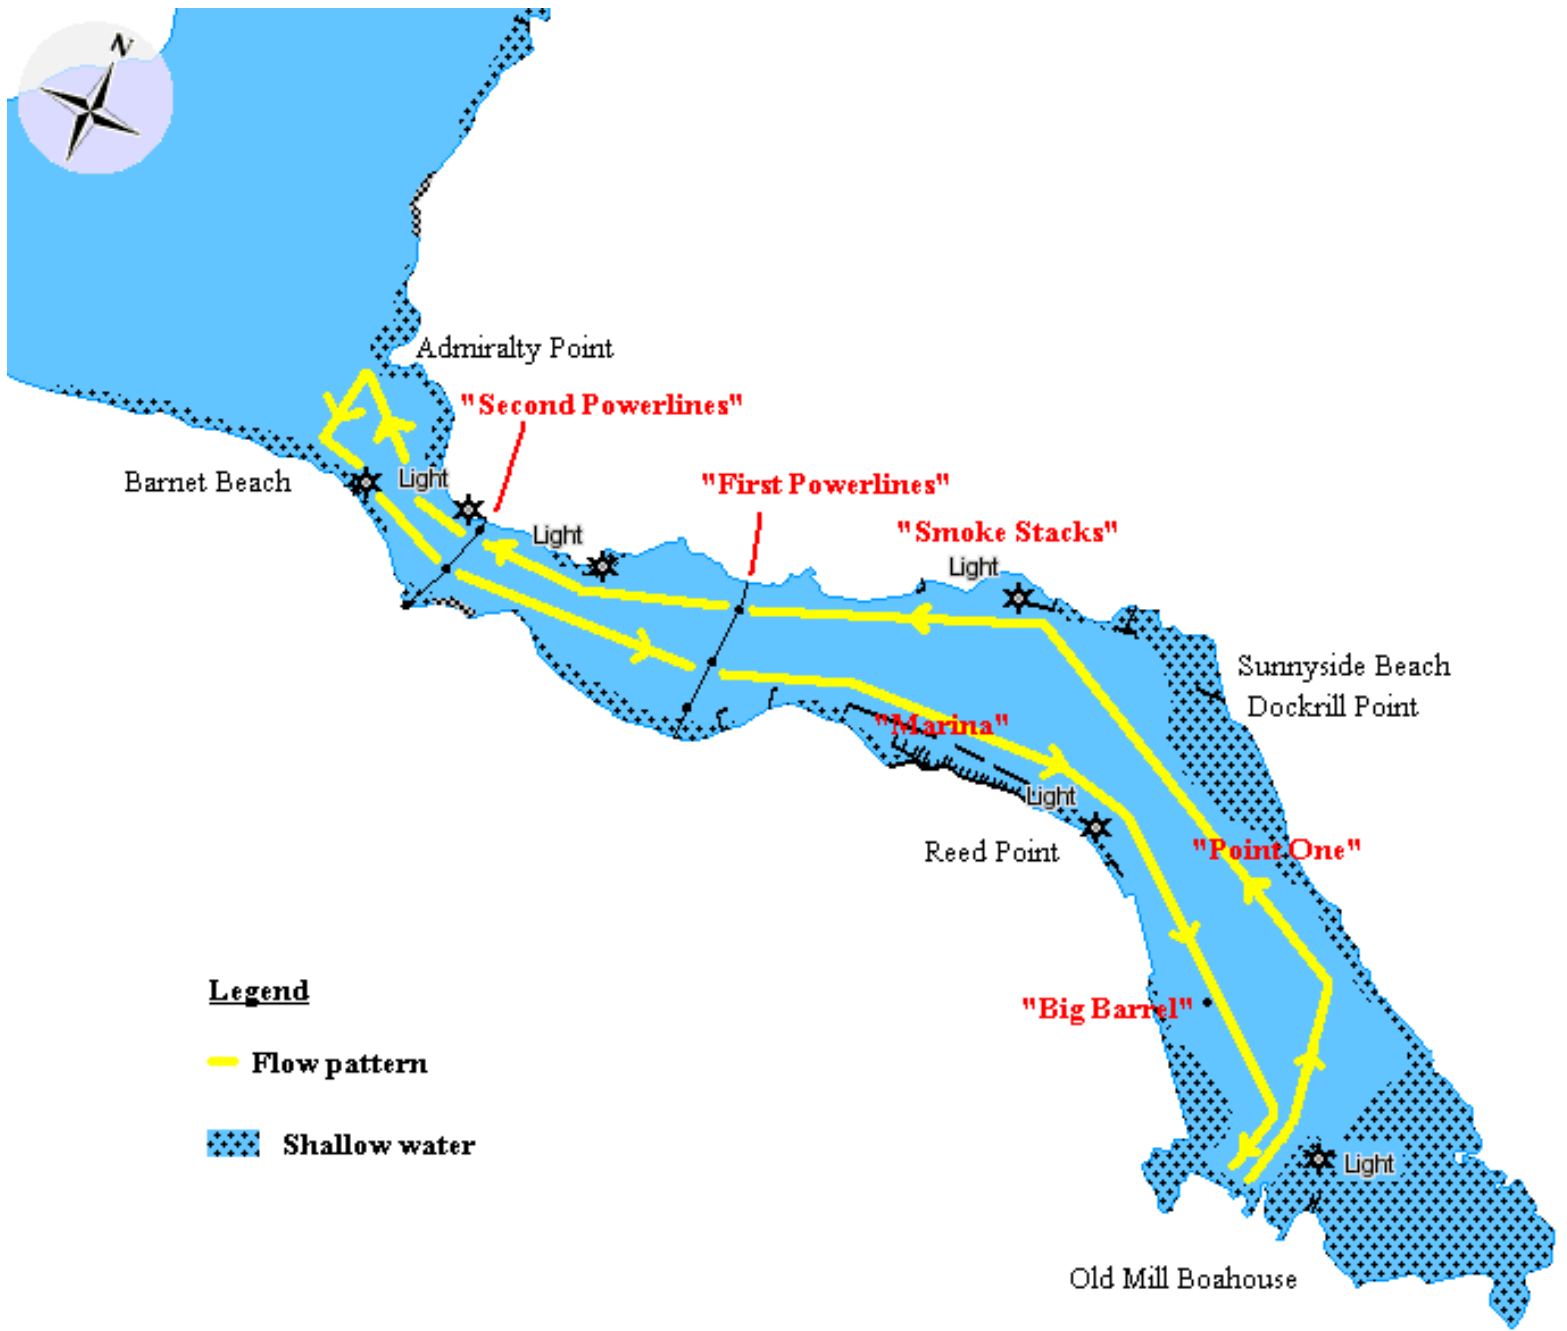 N
Admiralty Point
"Second Powerlines"
Barnet Beach
Light
"First Powerlines"
Light
"Smoke Stacks"
Light
Sunnyside Beach
Dockrill Point
"Marina"
Light
Reed Point
"Point One"
"Big Barrel"
Legend
Flow pattern
Shallow water
Light
Old Mill Boahouse